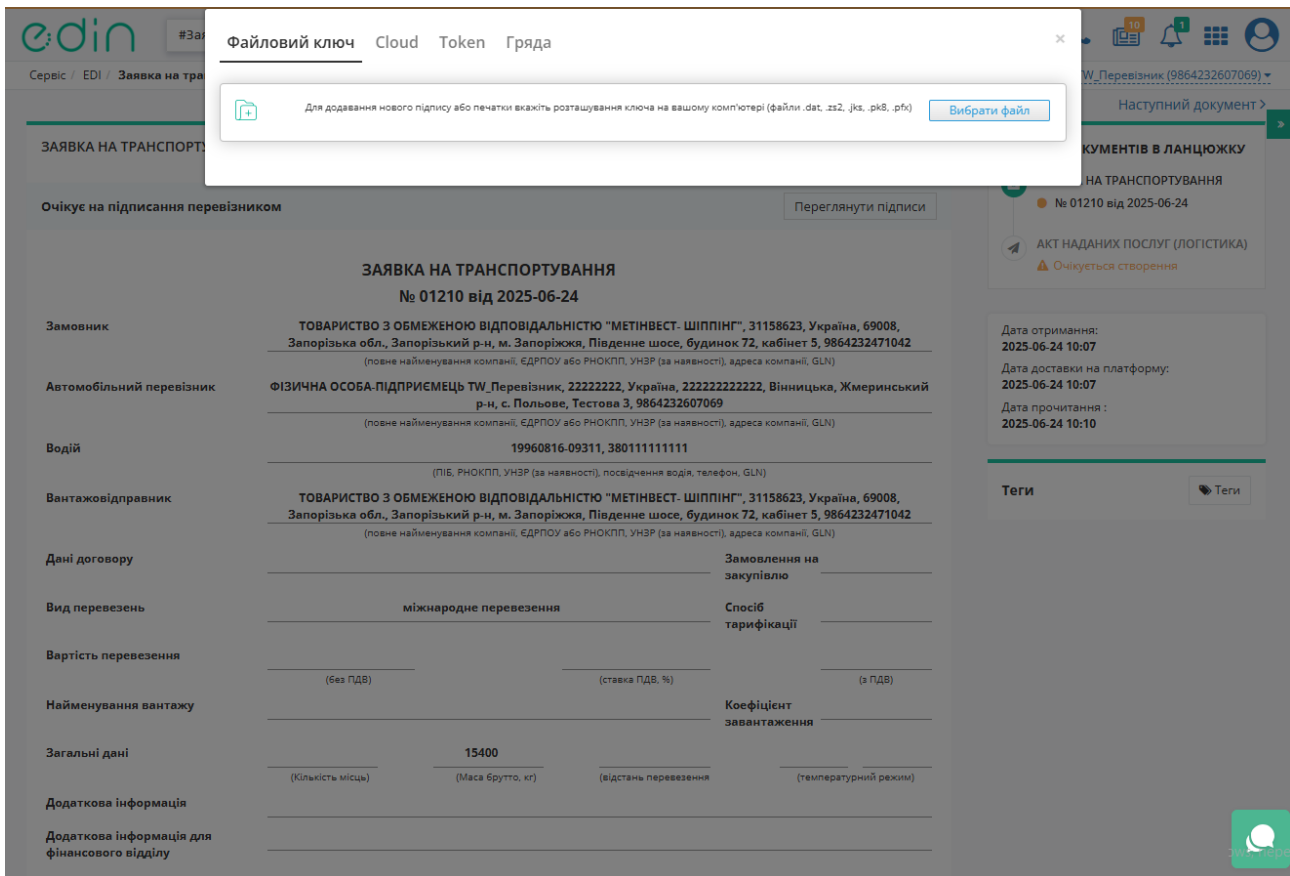 edin
#Зая
Файловий ключ Cloud Token Гряда
×
10
1
Сервіс / EDI / Заявка на тра
W_Перевізник (9864232607069)
Для додавання нового підпису або печатки вкажіть розташування ключа на вашому комп'ютері (файли .dat, .zs2, .jks, .pk8, .pfx)
Вибрати файл
Наступний документ
ЗАЯВКА НА ТРАНСПОРТ
КУМЕНТІВ В ЛАНЦЮЖКУ
НА ТРАНСПОРТУВАННЯ
№ 01210 від 2025-06-24
АКТ НАДАНИХ ПОСЛУГ (ЛОГІСТИКА)
Очікується створення
Очікує на підписання перевізником
Переглянути підписи
ЗАЯВКА НА ТРАНСПОРТУВАННЯ
№ 01210 від 2025-06-24
Замовник
ТОВАРИСТВО З ОБМЕЖЕНОЮ ВІДПОВІДАЛЬНІСТЮ "МЕТІНВЕСТ- ШІППІНГ", 31158623, Україна, 69008,
Запорізька обл., Запорізький р-н, м. Запоріжжя, Південне шосе, будинок 72, кабінет 5, 9864232471042
(повне найменування компанії, ЄДРПОУ або РНОКПП, УНЗР (за наявності), адреса компанії, GLN)
Автомобільний перевізник
ФІЗИЧНА ОСОБА-ПІДПРИЄМЕЦЬ TW_Перевізник, 22222222, Україна, 222222222222, Вінницька, Жмеринський
р-н, с. Польове, Тестова 3, 9864232607069
(повне найменування компанії, ЄДРПОУ або РНОКПП, УНЗР (за наявності), адреса компанії, GLN)
Водій
19960816-09311, 380111111111
(ПІБ, РНОКПП, УНЗР (за наявності), посвідчення водія, телефон, GLN)
Вантажовідправник
ТОВАРИСТВО З ОБМЕЖЕНОЮ ВІДПОВІДАЛЬНІСТЮ "МЕТІНВЕСТ- ШІППІНГ", 31158623, Україна, 69008,
Запорізька обл., Запорізький р-н, м. Запоріжжя, Південне шосе, будинок 72, кабінет 5, 9864232471042
(повне найменування компанії, ЄДРПОУ або РНОКПП, УНЗР (за наявності), адреса компанії, GLN)
Дані договору
Замовлення на
закупівлю
Вид перевезень
міжнародне перевезення
Спосіб
тарифікації
Вартість перевезення
(без ПДВ) (ставка ПДВ, %) (з ПДВ)
Найменування вантажу
Коефіцієнт
завантаження
Загальні дані
15400
(Кількість місць) (Маса брутто, кг) (відстань перевезення (температурний режим)
Додаткова інформація
Додаткова інформація для
фінансового відділу
Дата отримання:
2025-06-24 10:07
Дата доставки на платформу:
2025-06-24 10:07
Дата прочитання :
2025-06-24 10:10
Теги
Теги